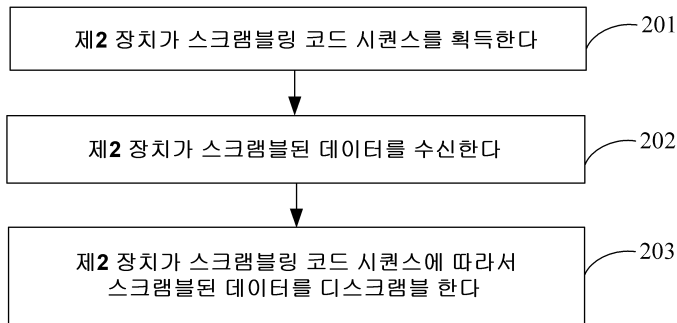 제2 장치가 스크램블링 코드 시퀀스를 획득한다
201
제2 장치가 스크램블된 데이터를 수신한다
202
제2 장치가 스크램블링 코드 시퀀스에 따라서
스크램블된 데이터를 디스크램블 한다
203